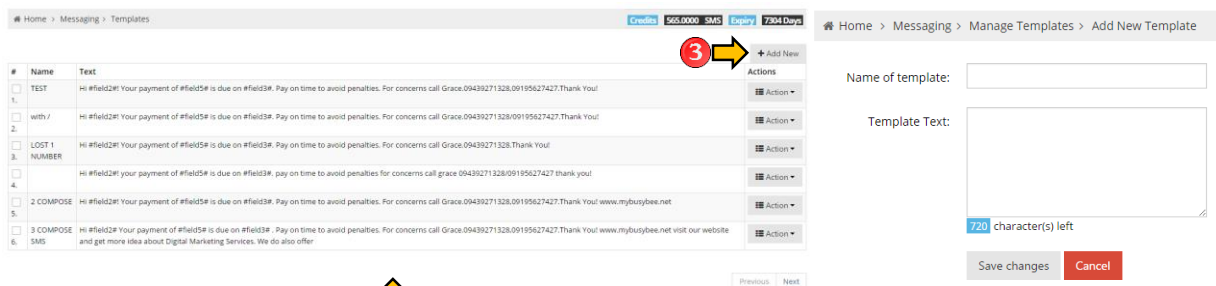 Home > Messaging > Templates
Credits 565.0000 SMS Expiry 7304 Days
3
+ Add New
# Name Text Actions
1. TEST Hi #field2#! Your payment of #field5# is due on #field3#. Pay on time to avoid penalties. For concerns call Grace.09439271328,09195627427.Thank You! Action
2. with / Hi #field2#! Your payment of #field5# is due on #field3#. Pay on time to avoid penalties. For concerns call Grace.09439271328/09195627427.Thank You! Action
3. LOST 1 NUMBER Hi #field2#! Your payment of #field5# is due on #field3#. Pay on time to avoid penalties. For concerns call Grace.09439271328.Thank You! Action
4. Hi #field2#! your payment of #field5# is due on #field3#. pay on time to avoid penalties for concerns call grace 09439271328/09195627427 thank you! Action
5. 2 COMPOSE Hi #field2#! Your payment of #field5# is due on #field3#. Pay on time to avoid penalties. For concerns call Grace.09439271328,09195627427.Thank You! www.mybusybee.net Action
6. 3 COMPOSE SMS Hi #field2#! Your payment of #field5# is due on #field3# . Pay on time to avoid penalties. For concerns call Grace.09439271328,09195627427.Thank You! www.mybusybee.net visit our website
and get more idea about Digital Marketing Services. We do also offer Action
Previous Next
Home > Messaging > Manage Templates > Add New Template
Name of template:
Template Text:
720 character(s) left
Save changes Cancel